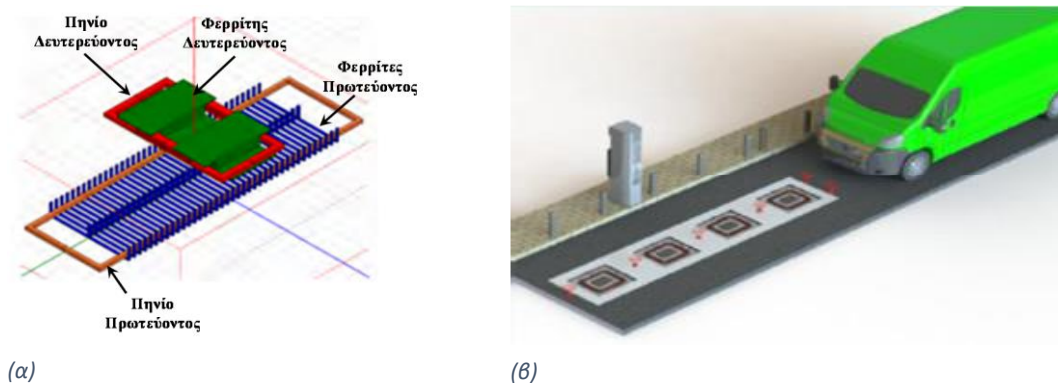 Πηνίο
Δευτερεύοντος
Φερρίτης
Δευτερεύοντος
Φερρίτες
Πρωτεύοντος
Πηνίο
Πρωτεύοντος
(α)
(β)